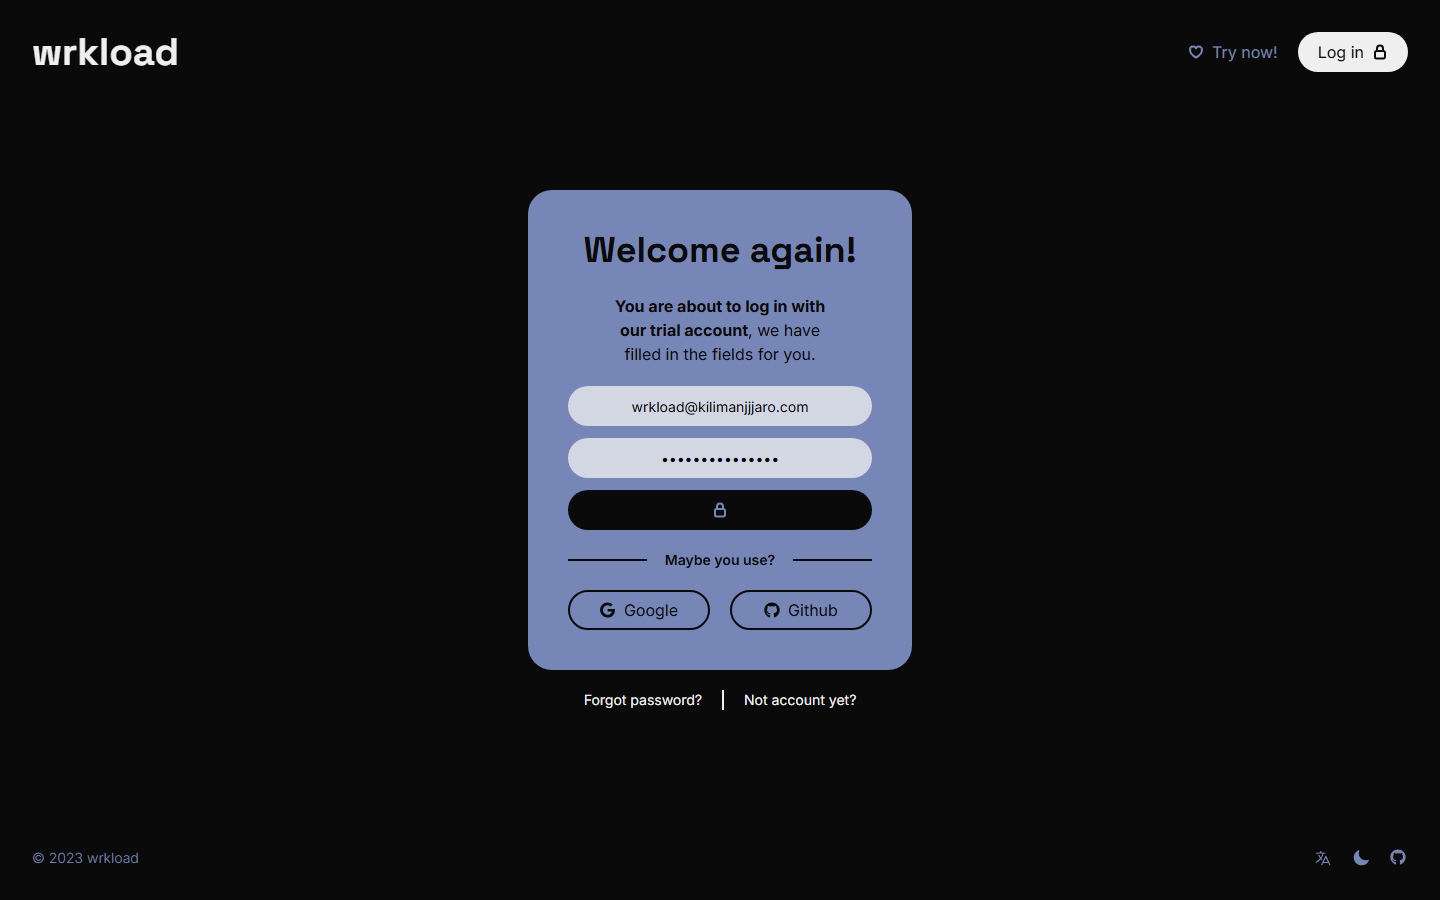 wrkload
Try now!
Log in
Welcome again!
You are about to log in with
our trial account, we have
filled in the fields for you.
wrkload@kilimanjjjaro.com
•••••••••••••••
Maybe you use?
Google
Github
Forgot password?
Not account yet?
© 2023 wrkload